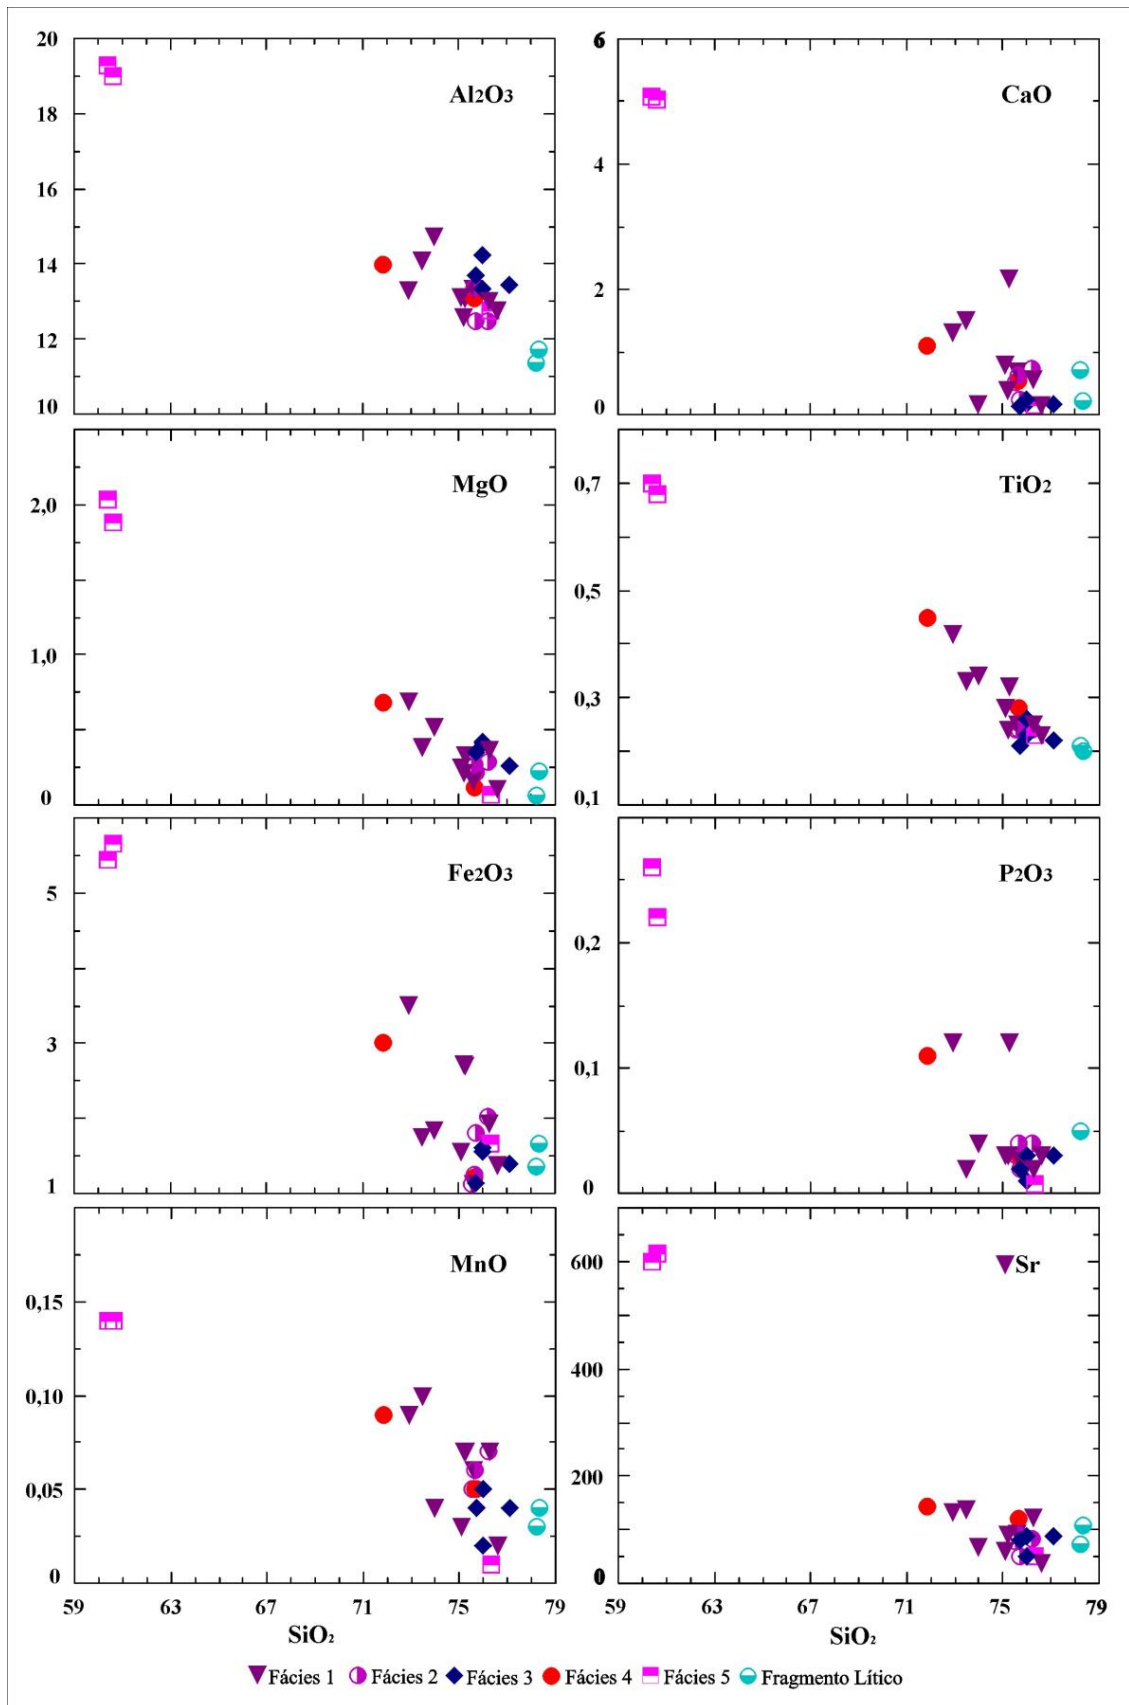 20
18
16
14
12
10
Al₂O₃
6
4
2
0
CaO
2,0
1,0
0
MgO
0,7
0,5
0,3
0,1
TiO₂
5
3
1
Fe₂O₃
0,2
0,1
0
P₂O₃
0,15
0,10
0,05
0
MnO
600
400
200
0
Sr
59 63 67 71 75 79
SiO₂
59 63 67 71 75 79
SiO₂
Fácies 1 Fácies 2 Fácies 3 Fácies 4 Fácies 5 Fragmento Lítico